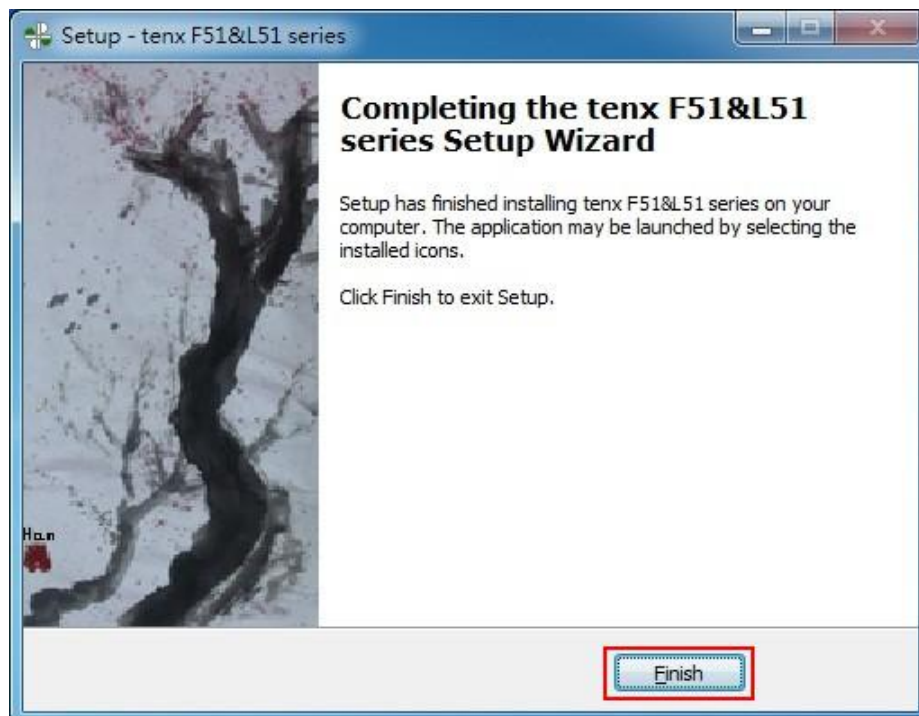 Setup - tenx F51&L51 series
Completing the tenx F51&L51
series Setup Wizard
Setup has finished installing tenx F51&L51 series on your
computer. The application may be launched by selecting the
installed icons.
Click Finish to exit Setup.
Han
Finish